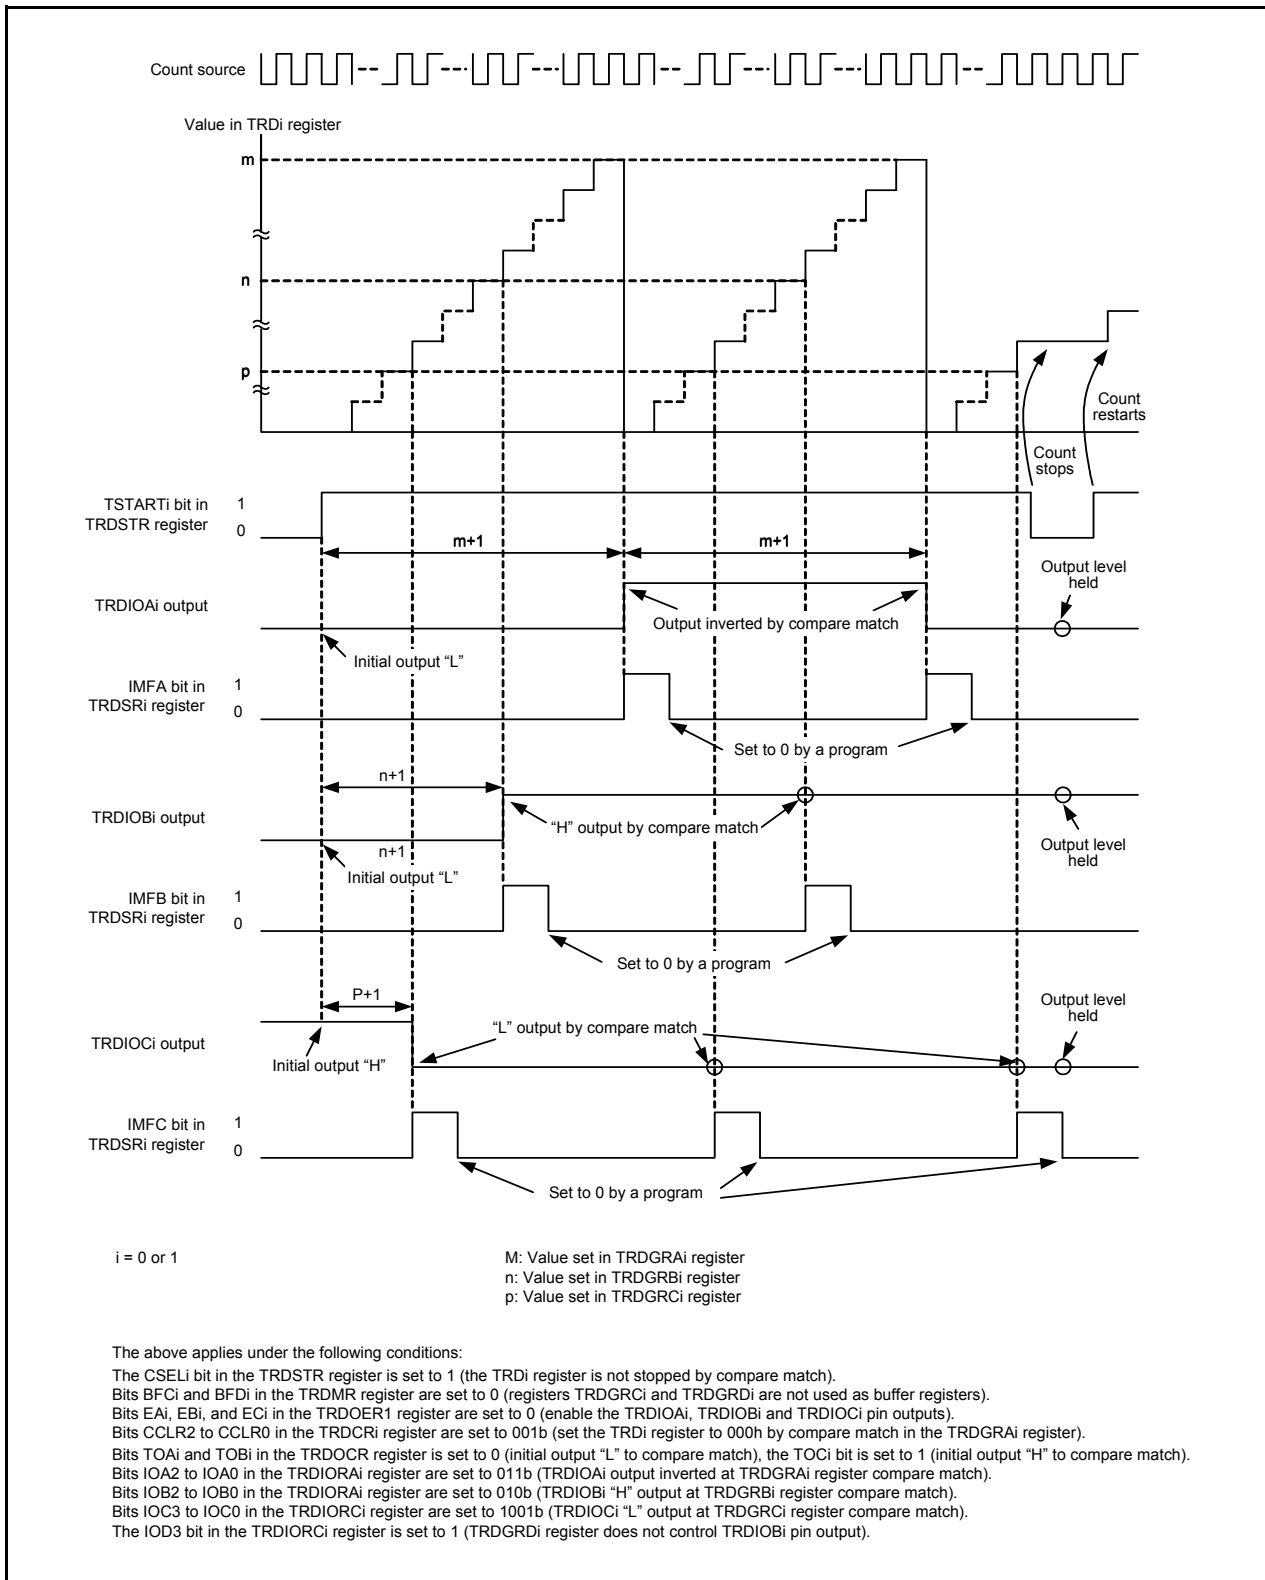 Count source
Value in TRDi register
m
n
p
Count
restarts
Count
stops
TSTARTi bit in
TRDSTR register
1
0
m+1
m+1
Output level
held
TRDIOAi output
Output inverted by compare match
Initial output “L”
IMFA bit in
TRDSRi register
1
0
Set to 0 by a program
n+1
TRDIOBi output
“H” output by compare match
n+1
Initial output “L”
Output level
held
IMFB bit in
TRDSRi register
1
0
Set to 0 by a program
P+1
Output level
held
“L” output by compare match
TRDIOCi output
Initial output “H”
IMFC bit in
TRDSRi register
1
0
Set to 0 by a program
i = 0 or 1
M: Value set in TRDGRAi register
n: Value set in TRDGRBi register
p: Value set in TRDGRCi register
The above applies under the following conditions:
The CSELi bit in the TRDSTR register is set to 1 (the TRDi register is not stopped by compare match).
Bits BFCi and BFDi in the TRDMR register are set to 0 (registers TRDGRCi and TRDGRDi are not used as buffer registers).
Bits EAi, EBi, and ECi in the TRDOER1 register are set to 0 (enable the TRDIOAi, TRDIOBi and TRDIOCi pin outputs).
Bits CCLR2 to CCLR0 in the TRDCRi register are set to 001b (set the TRDi register to 000h by compare match in the TRDGRAi register).
Bits TOAi and TOBi in the TRDOCR register is set to 0 (initial output “L” to compare match), the TOCi bit is set to 1 (initial output “H” to compare match).
Bits IOA2 to IOA0 in the TRDIORAi register are set to 011b (TRDIOAi output inverted at TRDGRAi register compare match).
Bits IOB2 to IOB0 in the TRDIORAi register are set to 010b (TRDIOBi “H” output at TRDGRBi register compare match).
Bits IOC3 to IOC0 in the TRDIORCi register are set to 1001b (TRDIOCi “L” output at TRDGRCi register compare match).
The IOD3 bit in the TRDIORCi register is set to 1 (TRDGRDi register does not control TRDIOBi pin output).